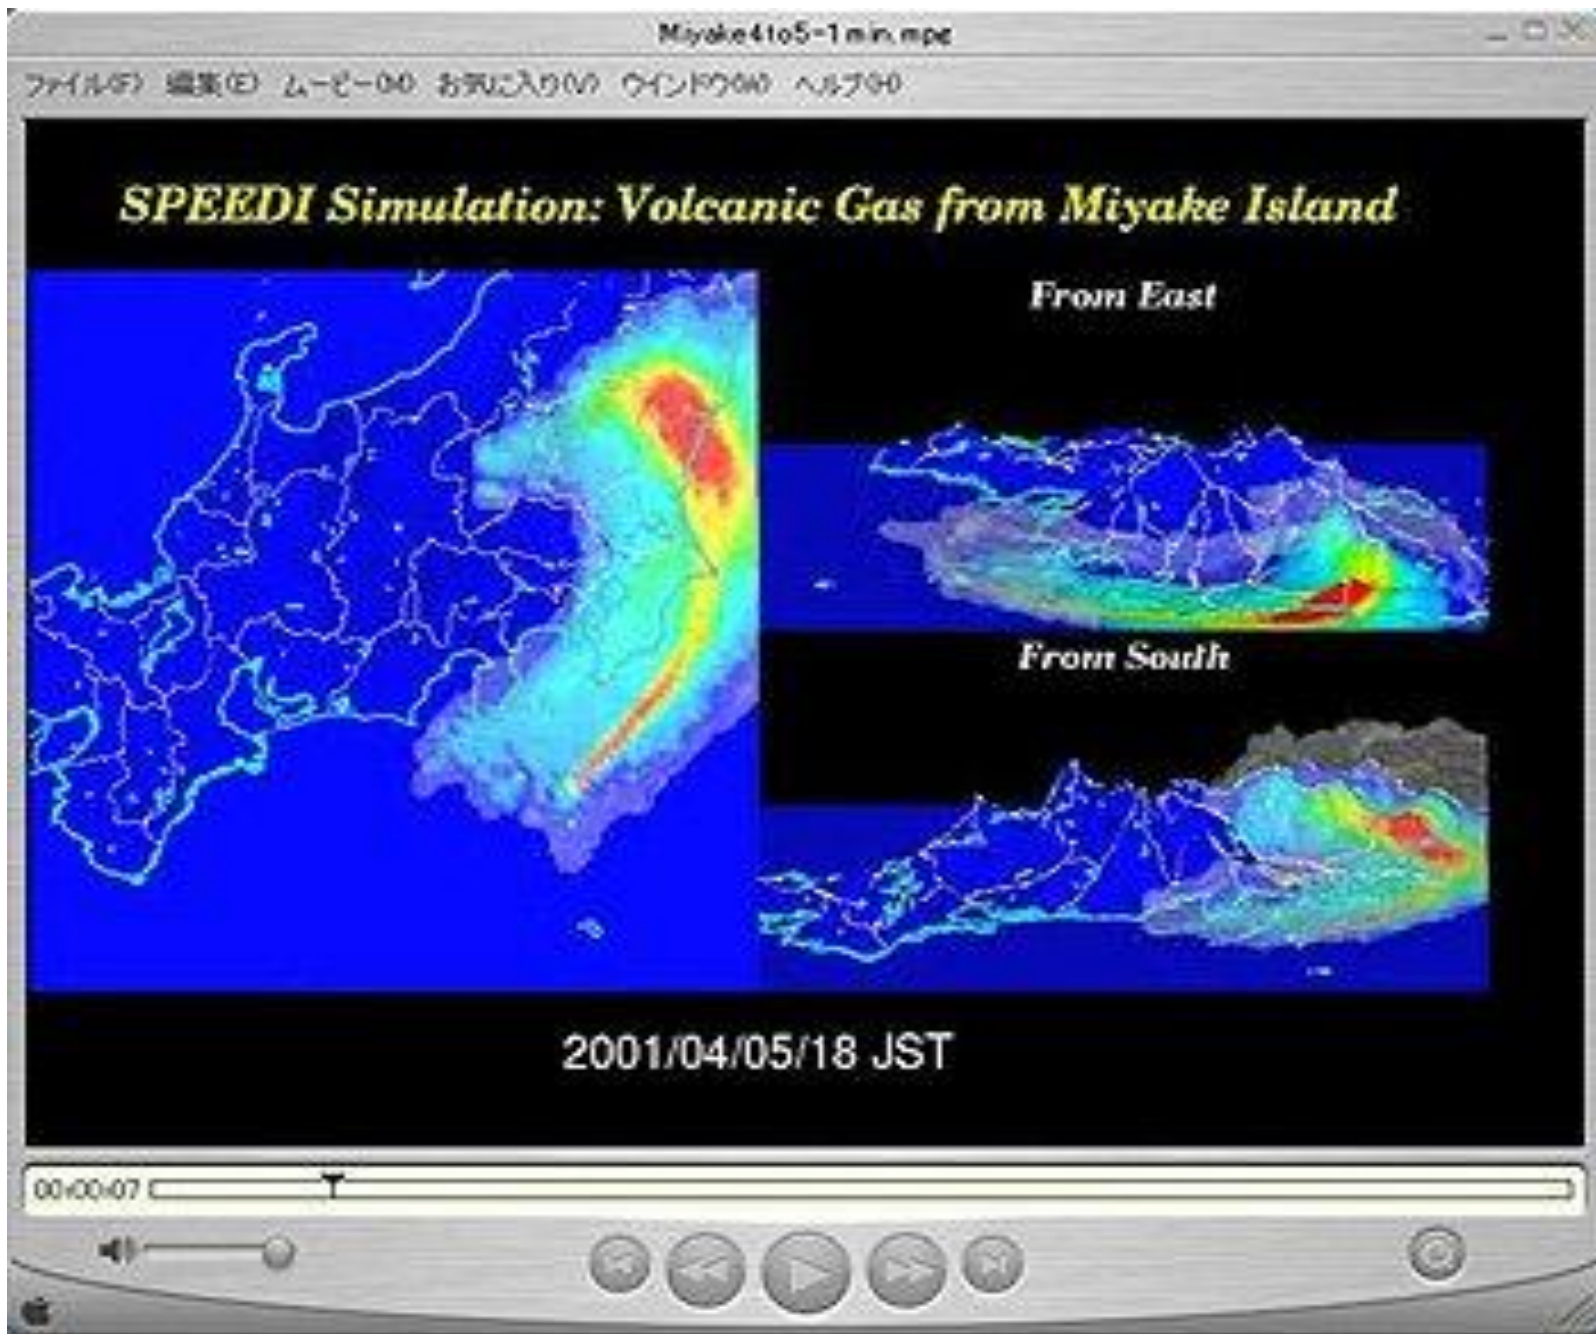 Miyake4to5-1min.mpg
ファイル(F) 編集(E) ムービー(M) お気に入り(V) ウインドウ(W) ヘルプ(H)
SPEEDI Simulation: Volcanic Gas from Miyake Island
From East
From South
2001/04/05/18 JST
00:00:07